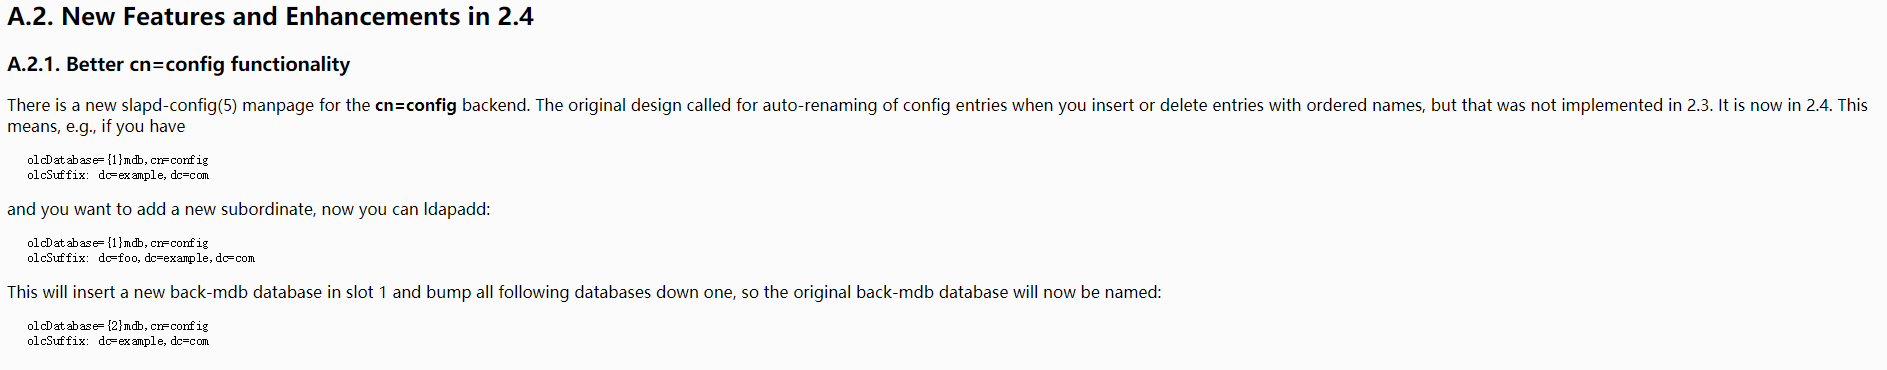 A.2. New Features and Enhancements in 2.4
A.2.1. Better cn=config functionality
There is a new slapd-config(5) manpage for the cn=config backend. The original design called for auto-renaming of config entries when you insert or delete entries with ordered names, but that was not implemented in 2.3. It is now in 2.4. This
means, e.g., if you have
olcDatabase={1}mdb,cn=config
olcSuffix: dc=example,dc=com
and you want to add a new subordinate, now you can ldapadd:
olcDatabase={1}mdb,cn=config
olcSuffix: dc=foo,dc=example,dc=com
This will insert a new back-mdb database in slot 1 and bump all following databases down one, so the original back-mdb database will now be named:
olcDatabase={2}mdb,cn=config
olcSuffix: dc=example,dc=com